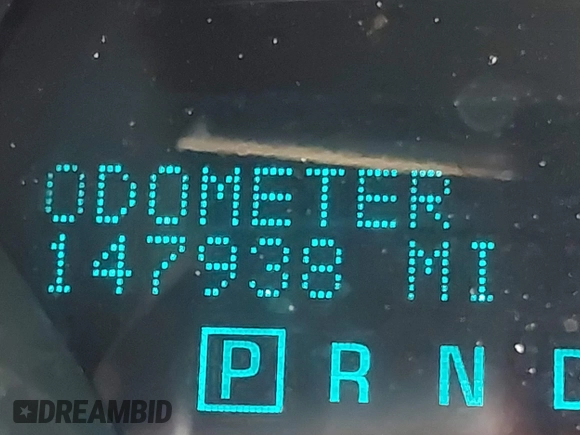 ODOMETER
147938 MI
P R N
DREAMBID